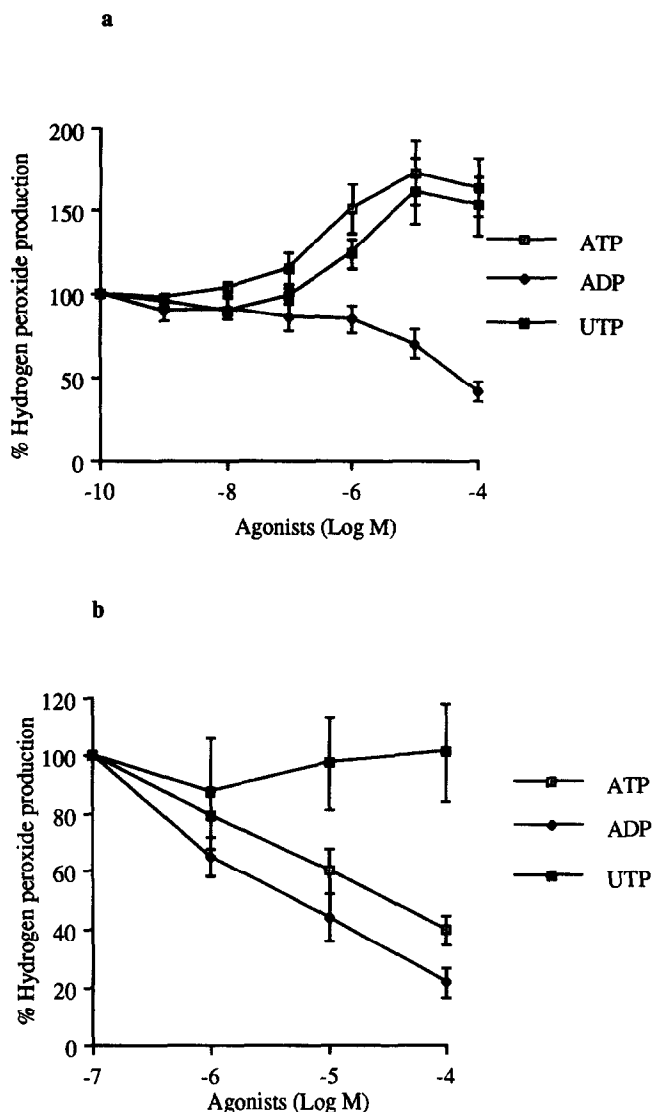 a
200
150
100
50
0
% Hydrogen peroxide production
-10
-8
-6
-4
Agonists (Log M)
ATP
ADP
UTP
b
120
100
80
60
40
20
0
% Hydrogen peroxide production
-7
-6
-5
-4
Agonists (Log M)
ATP
ADP
UTP